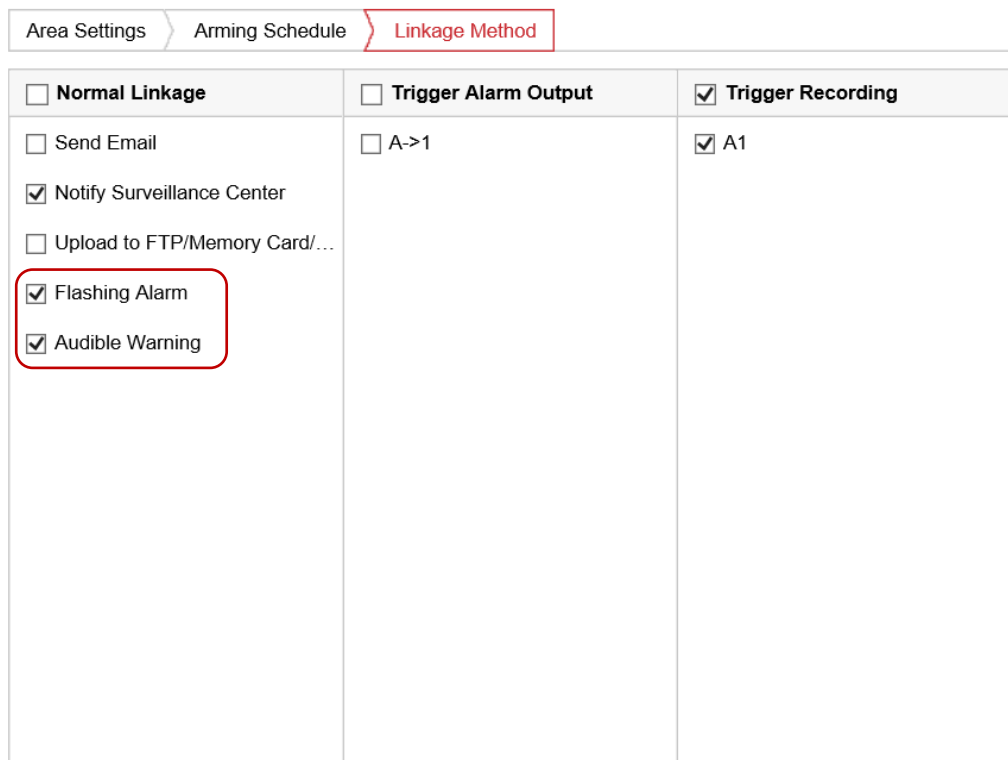 Area Settings
Arming Schedule
Linkage Method
Normal Linkage
Trigger Alarm Output
Trigger Recording
Send Email
A->1
A1
Notify Surveillance Center
Upload to FTP/Memory Card/...
Flashing Alarm
Audible Warning